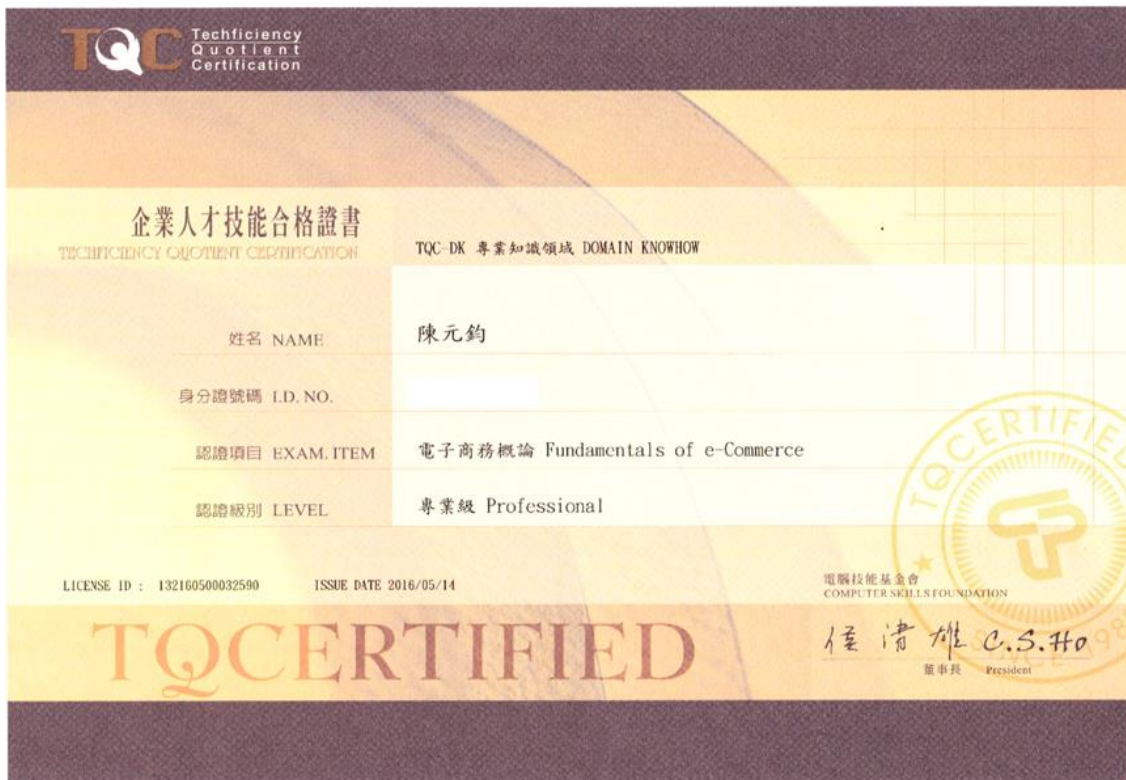 TQC Techficiency
Quotient
Certification
企業人才技能合格證書
TECHFICIENCY QUOTIENT CERTIFICATION
TQC-DK 專業知識領域 DOMAIN KNOWHOW
姓名 NAME 陳元鈞
身分證號碼 I.D. NO.
認證項目 EXAM. ITEM 電子商務概論 Fundamentals of e-Commerce
認證級別 LEVEL 專業級 Professional
TQCERTIFIED
LICENSE ID : 132160500032590 ISSUE DATE 2016/05/14
電腦技能基金會
COMPUTER SKILLS FOUNDATION
TQCERTIFIED
C.S.Ho
董事長 President